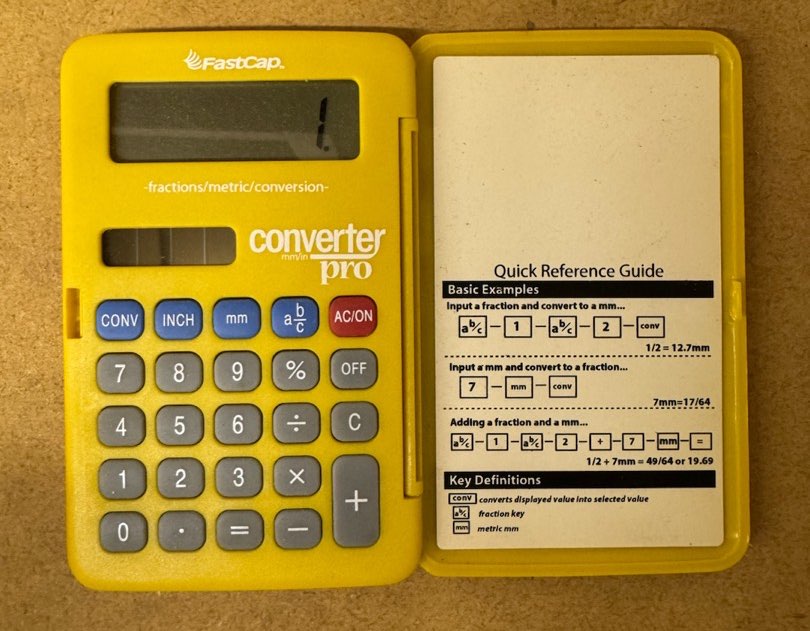 FastCap
1.
-fractions/metric/conversion-
converter
mm/in
pro
CONV INCH mm a b/c AC/ON
7 8 9 % OFF
4 5 6 ÷ C
1 2 3 × +
0 . = −
Quick Reference Guide
Basic Examples
Input a fraction and convert to a mm...
a b/c – 1 – a b/c – 2 – conv
1/2 = 12.7mm
Input a mm and convert to a fraction...
7 – mm – conv
7mm=17/64
Adding a fraction and a mm...
a b/c – 1 – a b/c – 2 – + – 7 – mm – =
1/2 + 7mm = 49/64 or 19.69
Key Definitions
conv converts displayed value into selected value
a b/c fraction key
mm metric mm